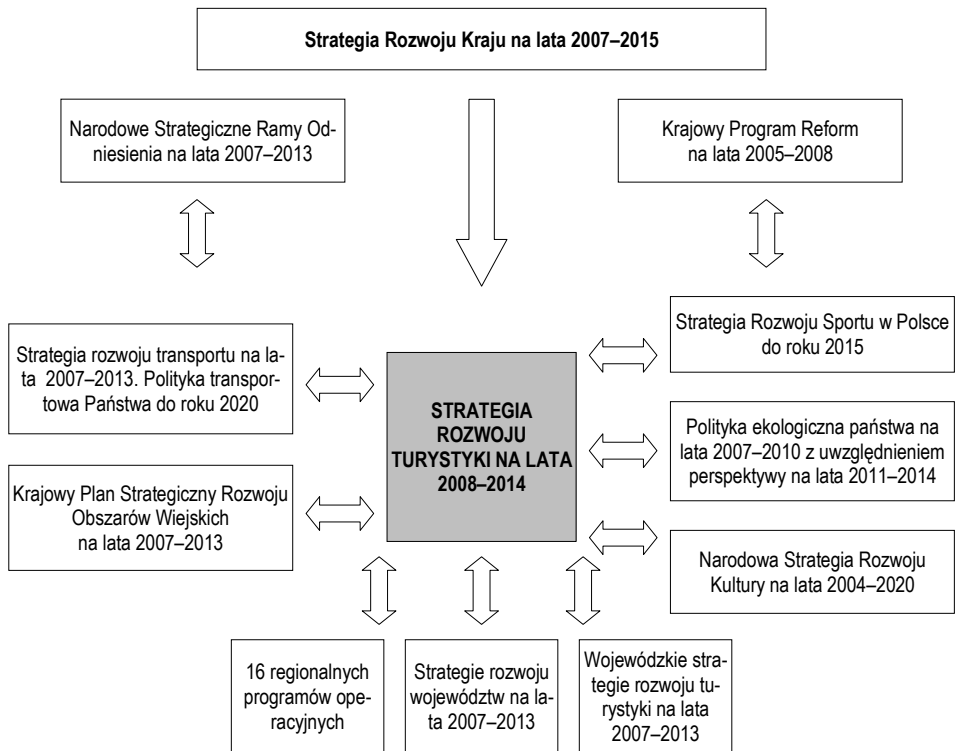 Strategia Rozwoju Kraju na lata 2007–2015
Narodowe Strategiczne Ramy Od-
niesienia na lata 2007–2013
Krajowy Program Reform
na lata 2005–2008
Strategia rozwoju transportu na la-
ta 2007–2013. Polityka transpor-
towa Państwa do roku 2020
Krajowy Plan Strategiczny Rozwoju
Obszarów Wiejskich
na lata 2007–2013
STRATEGIA
ROZWOJU
TURYSTYKI NA LATA
2008–2014
Strategia Rozwoju Sportu w Polsce
do roku 2015
Polityka ekologiczna państwa na
lata 2007–2010 z uwzględnieniem
perspektywy na lata 2011–2014
Narodowa Strategia Rozwoju
Kultury na lata 2004–2020
16 regionalnych
programów ope-
racyjnych
Strategie rozwoju
województw na la-
ta 2007–2013
Wojewódzkie stra-
tegie rozwoju tu-
rystyki na lata
2007–2013